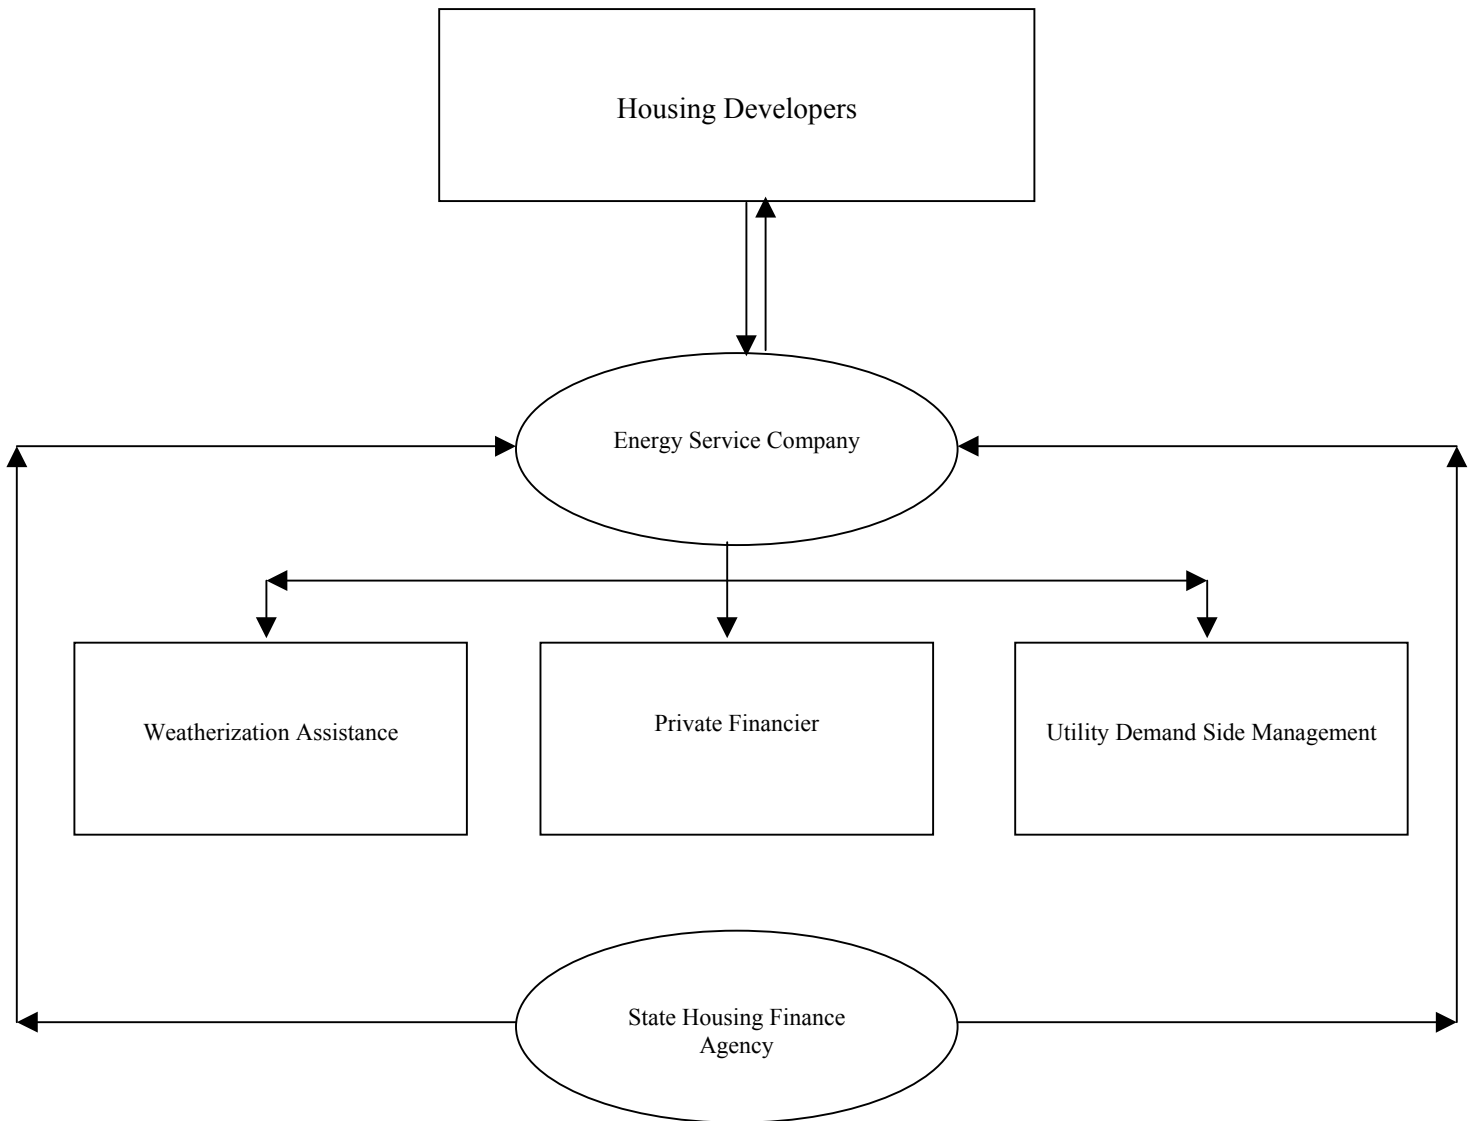 Housing Developers
Energy Service Company
Weatherization Assistance
Private Financier
Utility Demand Side Management
State Housing Finance
Agency